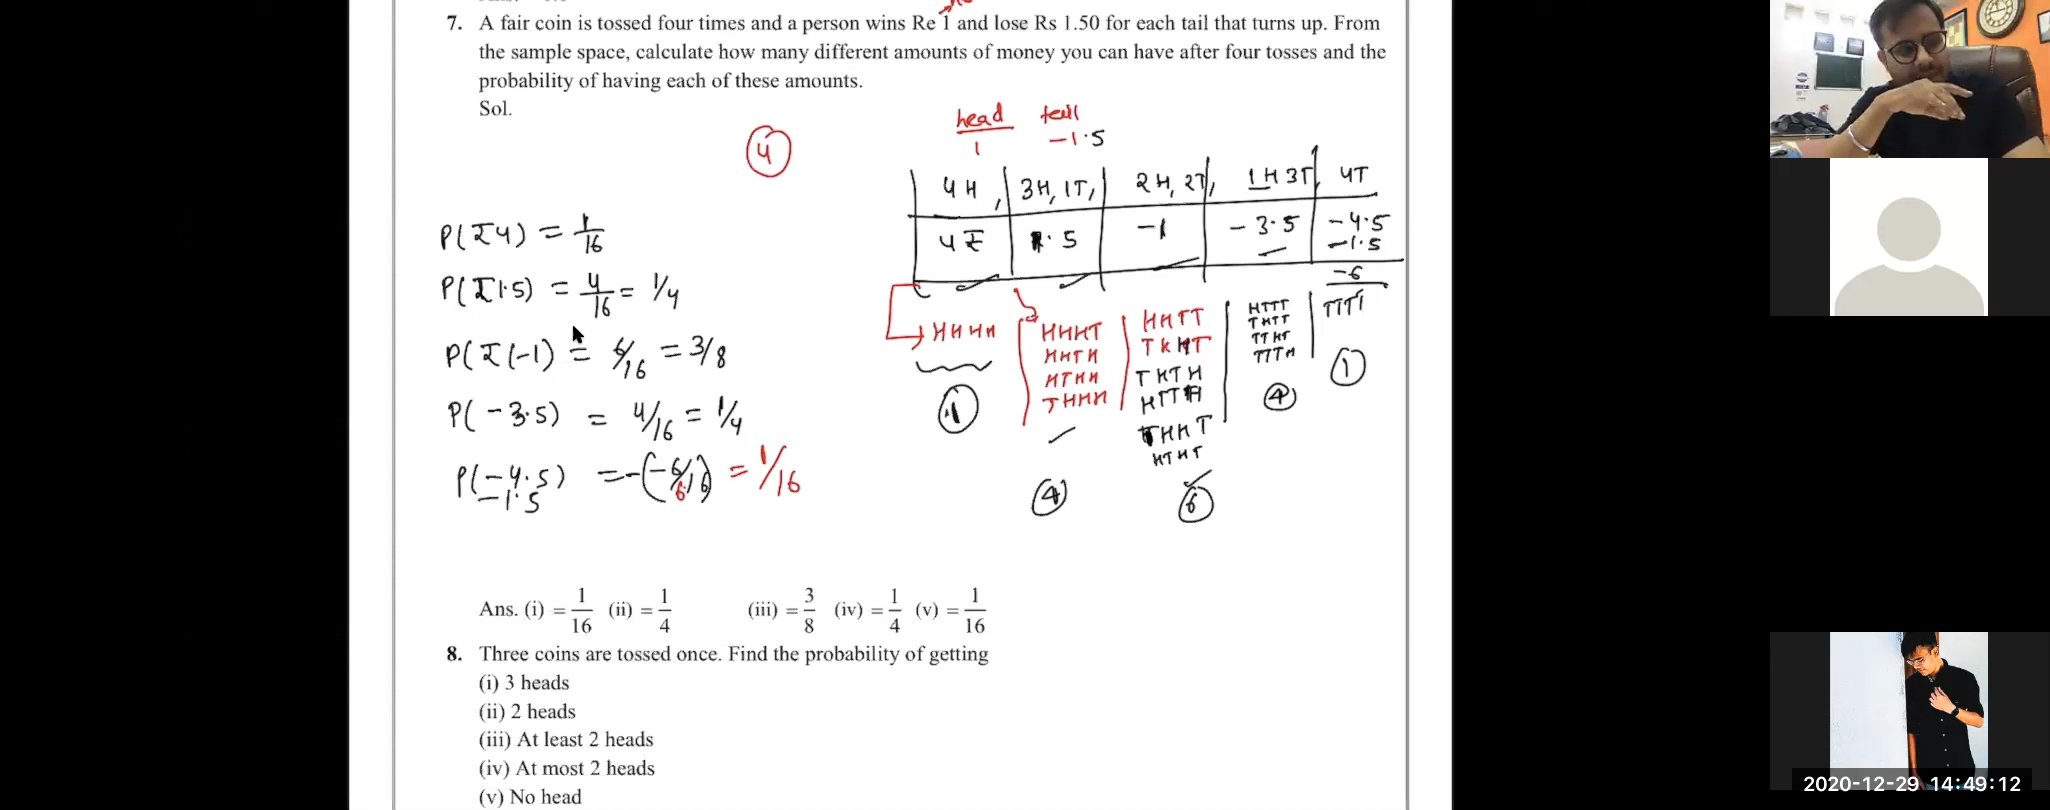 7. A fair coin is tossed four times and a person wins Re 1 and lose Rs 1.50 for each tail that turns up. From
the sample space, calculate how many different amounts of money you can have after four tosses and the
probability of having each of these amounts.
Sol.
head tail
1 -1.5
4
4H, 3H, 1T, 2H, 2T, 1H 3T, 4T
4₹ 1.5 -1 -3.5 -4.5
-1.5
-6
P(₹4) = 1/16
P(₹1.5) = 4/16 = 1/4
P(₹(-1) = 6/16 = 3/8
P(-3.5) = 4/16 = 1/4
P(-4.5) = 1/16
-1.5
HHHH
1
HHHT
HHTH
HTHH
THHH
4
HHTT
THHT
THTH
HTTH
THHT
HTHT
6
HTTT
THTT
TTHT
TTTH
4
TTTT
1
Ans. (i) = 1/16 (ii) = 1/4 (iii) = 3/8 (iv) = 1/4 (v) = 1/16
8. Three coins are tossed once. Find the probability of getting
(i) 3 heads
(ii) 2 heads
(iii) At least 2 heads
(iv) At most 2 heads
(v) No head
2020-12-29 14:49:12